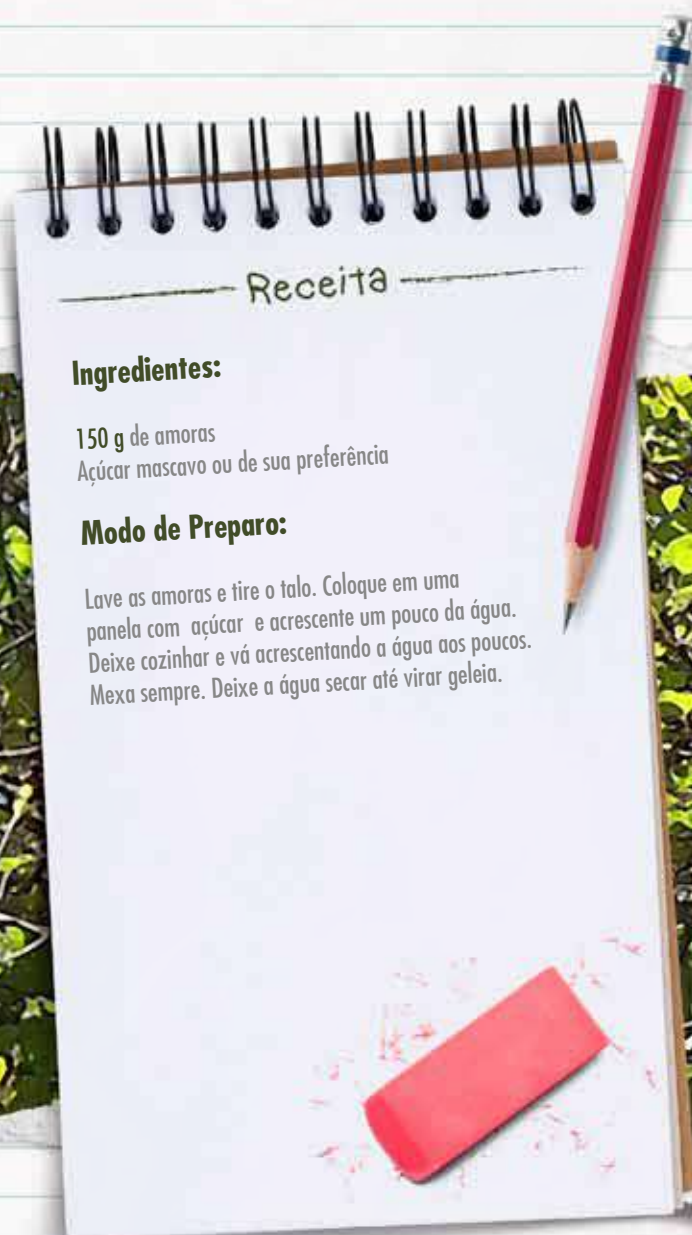 Receita
Ingredientes:
150 g de amoras
Açúcar mascavo ou de sua preferência
Modo de Preparo:
Lave as amoras e tire o talo. Coloque em uma
panela com  açúcar  e acrescente um pouco da água.
Deixe cozinhar e vá acrescentando a água aos poucos.
Mexa sempre. Deixe a água secar até virar geleia.